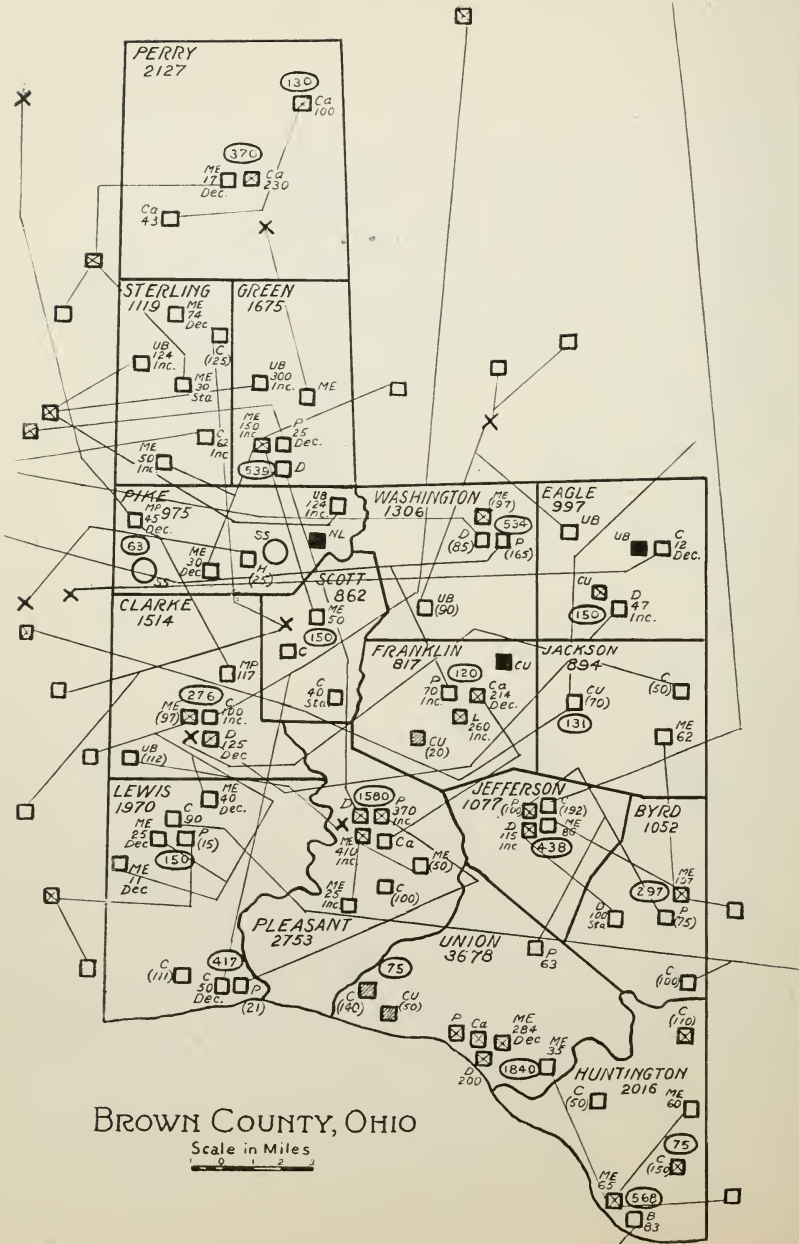 PERRY
2127
130
Ca
100
370
ME
17
Dec.
Ca
230
Ca
43
STERLING
1119
ME
74
Dec
C
(125)
UB
124
Inc.
ME
30
Sta
C
62
Inc
ME
50
Inc
GREEN
1675
UB
300
Inc.
ME
ME
150
Inc
P
25
Dec.
539
D
PIKE
975
MP
45
Dec.
63
SS
ME
30
Dec
H
(25)
SS
UB
124
Inc.
NL
WASHINGTON
1306
ME
(197)
534
D
(85)
P
(165)
UB
(90)
EAGLE
997
UB
UB
C
12
Dec.
CU
150
D
47
Inc.
SCOTT
862
ME
50
150
C
C
40
Sta
CLARKE
1514
MP
117
276
ME
(97)
C
100
Inc.
D
125
Dec
UB
(112)
FRANKLIN
817
CU
120
P
70
Inc
Ca
214
Dec.
L
260
Inc.
CU
(20)
JACKSON
894
C
(50)
CU
(70)
131
ME
62
LEWIS
1970
ME
40
Dec
C
90
ME
25
Dec
P
(15)
150
ME
11
Dec
C
(111)
417
C
50
Dec.
P
(21)
1580
D
P
370
Inc
ME
410
Inc
Ca
ME
(50)
C
(100)
ME
25
Inc.
PLEASANT
2753
JEFFERSON
1077
P
(100)
C
(192)
D
115
Inc
ME
86
438
BYRD
1052
297
ME
D
100
Sta
P
(75)
C
(100)
UNION
3678
P
63
75
C
(140)
CU
(50)
P
Ca
ME
284
Dec
D
200
1840
ME
35
C
(110)
HUNTINGTON
2016
C
(50)
ME
60
75
C
(150)
ME
65
568
B
83
BROWN COUNTY, OHIO
Scale in Miles
1 0 1 2 3